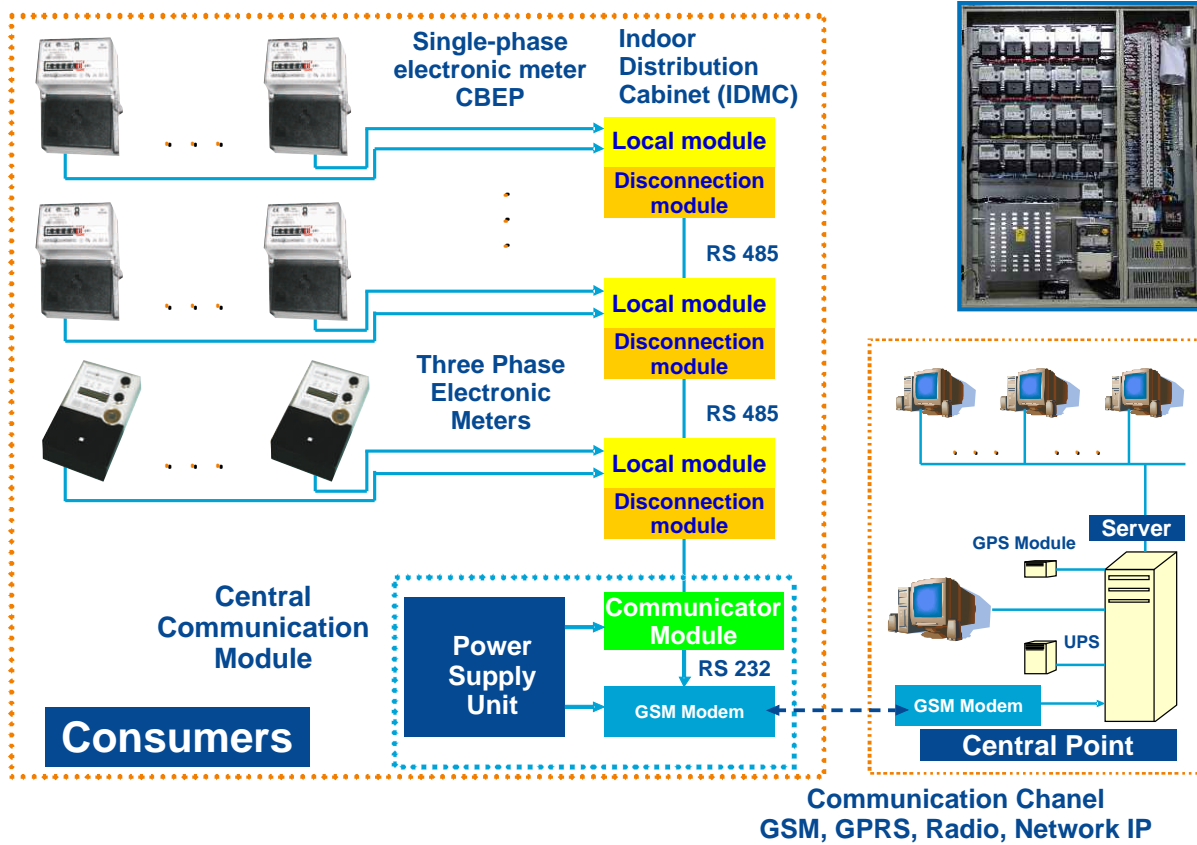 Single-phase
electronic meter
CBEP
Indoor
Distribution
Cabinet (IDMC)
Local module
Disconnection
module
RS 485
Local module
Disconnection
module
Three Phase
Electronic
Meters
RS 485
Local module
Disconnection
module
Central
Communication
Module
Power
Supply
Unit
Communicator
Module
RS 232
GSM Modem
Consumers
Server
GPS Module
UPS
GSM Modem
Central Point
Communication Chanel
GSM, GPRS, Radio, Network IP